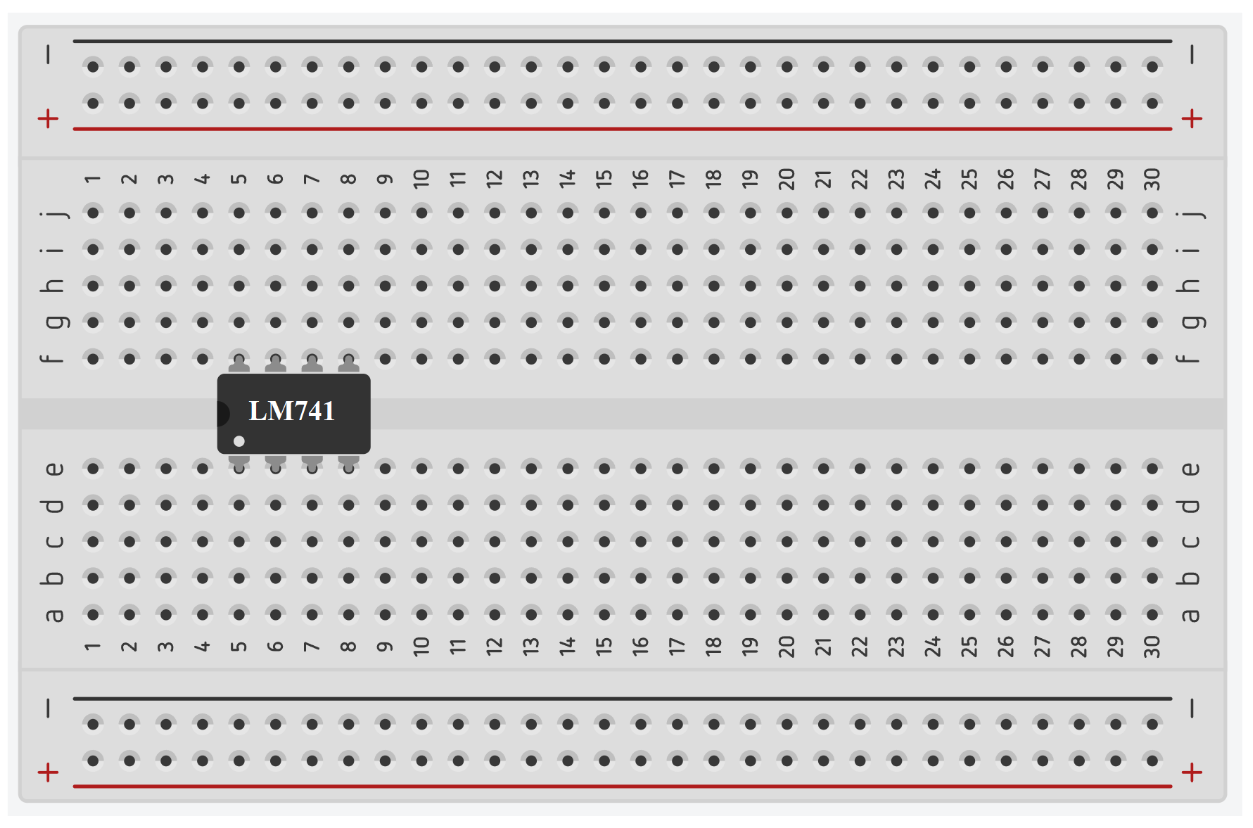 − −
+ +
1 2 3 4 5 6 7 8 9 10 11 12 13 14 15 16 17 18 19 20 21 22 23 24 25 26 27 28 29 30
j j
i i
h h
g g
f f
LM741
e e
d d
c c
b b
a a
1 2 3 4 5 6 7 8 9 10 11 12 13 14 15 16 17 18 19 20 21 22 23 24 25 26 27 28 29 30
− −
+ +